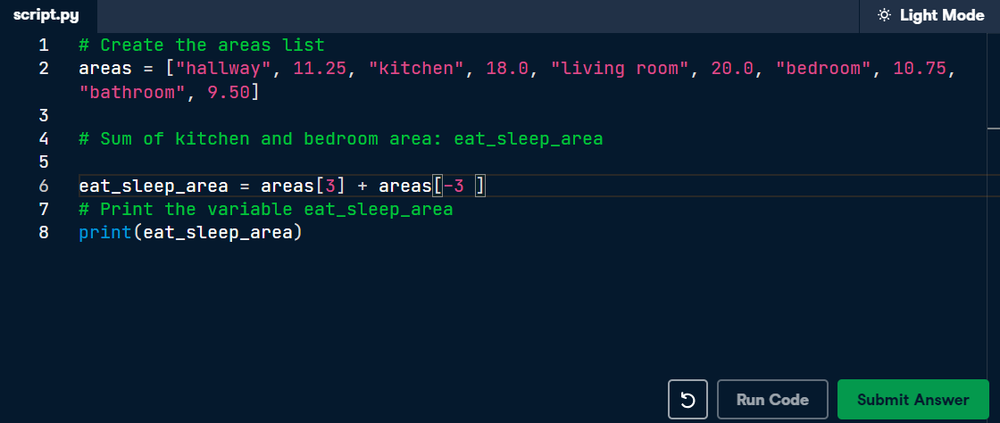 script.py
Light Mode
1 # Create the areas list
2 areas = ["hallway", 11.25, "kitchen", 18.0, "living room", 20.0, "bedroom", 10.75,
"bathroom", 9.50]
3
4 # Sum of kitchen and bedroom area: eat_sleep_area
5
6 eat_sleep_area = areas[3] + areas[-3 ]
7 # Print the variable eat_sleep_area
8 print(eat_sleep_area)
Run Code
Submit Answer